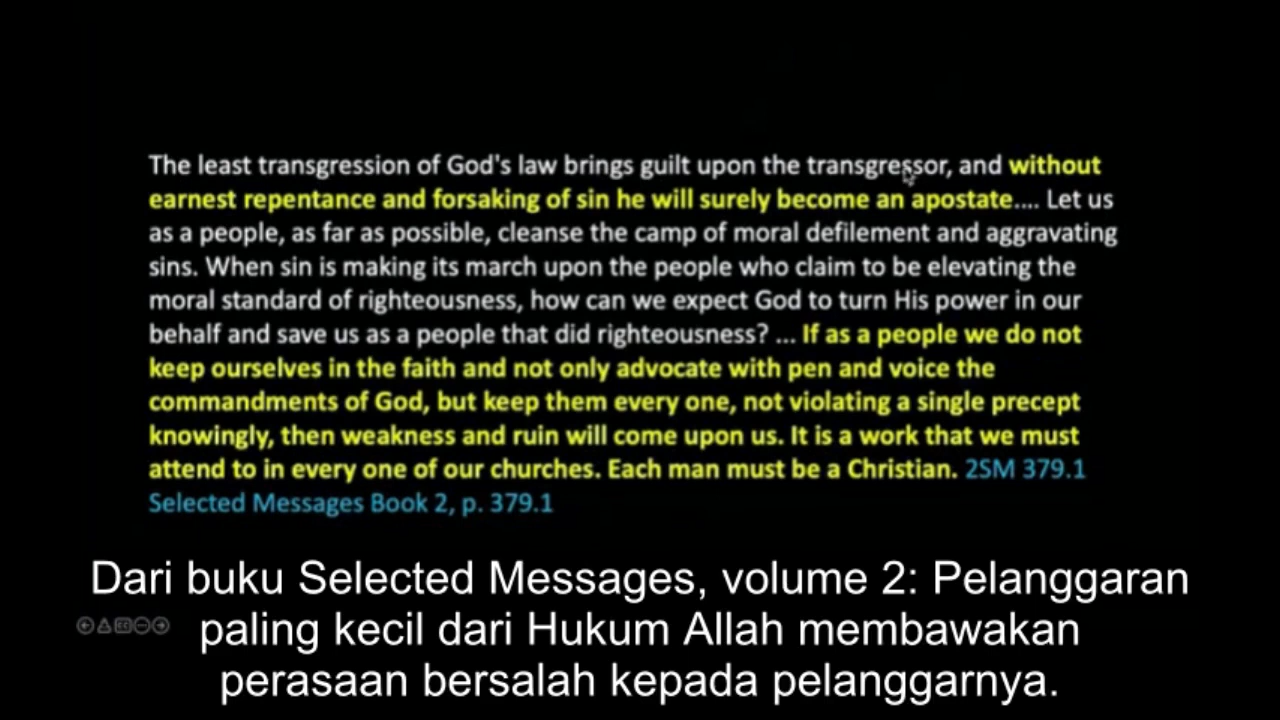 The least transgression of God's law brings guilt upon the transgressor, and without
earnest repentance and forsaking of sin he will surely become an apostate.... Let us
as a people, as far as possible, cleanse the camp of moral defilement and aggravating
sins. When sin is making its march upon the people who claim to be elevating the
moral standard of righteousness, how can we expect God to turn His power in our
behalf and save us as a people that did righteousness? ... If as a people we do not
keep ourselves in the faith and not only advocate with pen and voice the
commandments of God, but keep them every one, not violating a single precept
knowingly, then weakness and ruin will come upon us. It is a work that we must
attend to in every one of our churches. Each man must be a Christian. 2SM 379.1
Selected Messages Book 2, p. 379.1
Dari buku Selected Messages, volume 2: Pelanggaran
paling kecil dari Hukum Allah membawakan
perasaan bersalah kepada pelanggarnya.